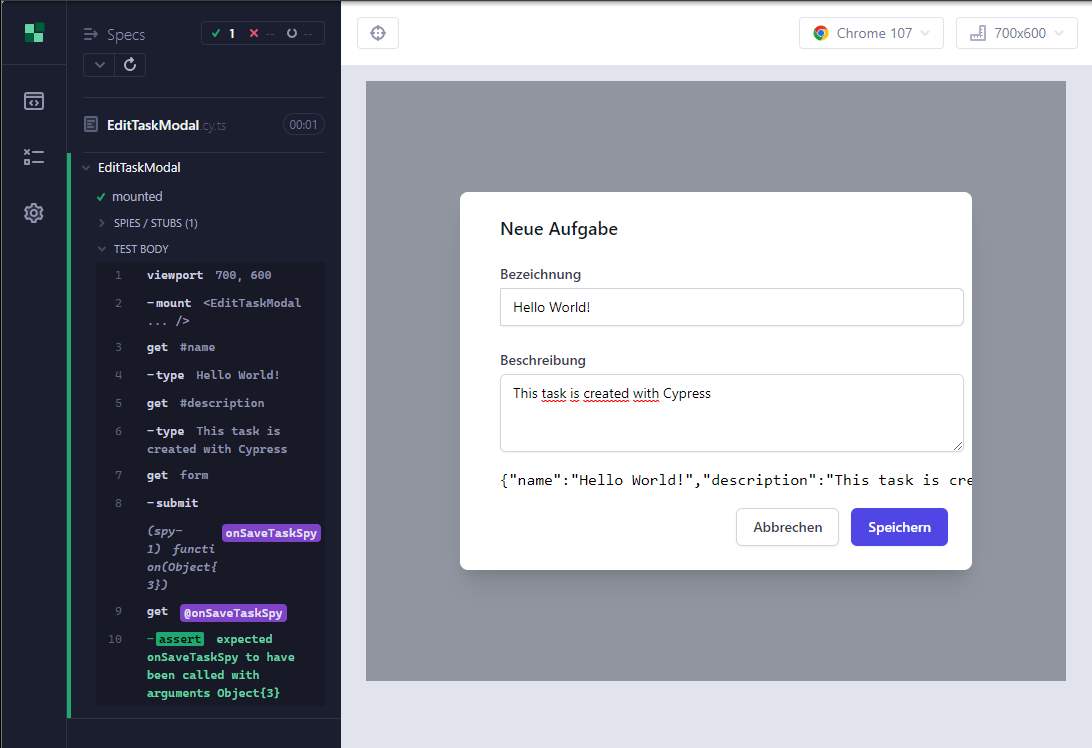 Specs
1 -- --
EditTaskModal.cy.ts 00:01
EditTaskModal
mounted
SPIES / STUBS (1)
TEST BODY
1 viewport 700, 600
2 -mount <EditTaskModal
... />
3 get #name
4 -type Hello World!
5 get #description
6 -type This task is
created with Cypress
7 get form
8 -submit
(spy-
1) functi
on(Object{
3})
onSaveTaskSpy
9 get @onSaveTaskSpy
10 -assert expected
onSaveTaskSpy to have
been called with
arguments Object{3}
Chrome 107
700x600
Neue Aufgabe
Bezeichnung
Hello World!
Beschreibung
This task is created with Cypress
{"name":"Hello World!","description":"This task is cre
Abbrechen
Speichern